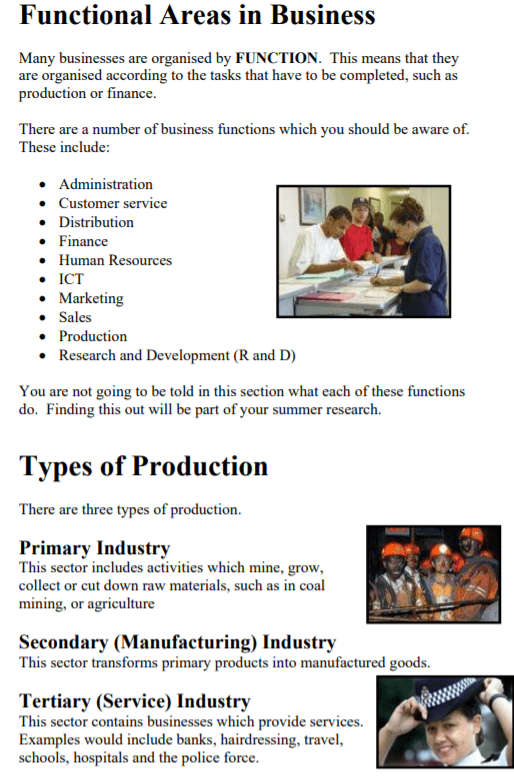 Functional Areas in Business
Many businesses are organised by FUNCTION. This means that they
are organised according to the tasks that have to be completed, such as
production or finance.
There are a number of business functions which you should be aware of.
These include:
• Administration
• Customer service
• Distribution
• Finance
• Human Resources
• ICT
• Marketing
• Sales
• Production
• Research and Development (R and D)
You are not going to be told in this section what each of these functions
do. Finding this out will be part of your summer research.
Types of Production
There are three types of production.
Primary Industry
This sector includes activities which mine, grow,
collect or cut down raw materials, such as in coal
mining, or agriculture
Secondary (Manufacturing) Industry
This sector transforms primary products into manufactured goods.
Tertiary (Service) Industry
This sector contains businesses which provide services.
Examples would include banks, hairdressing, travel,
schools, hospitals and the police force.